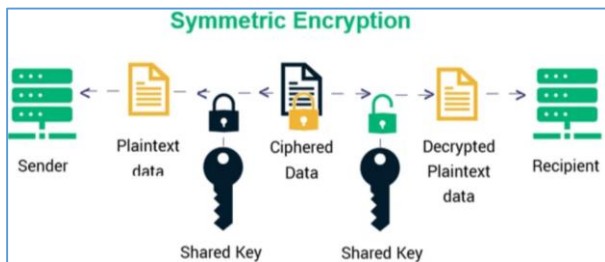 Symmetric Encryption
Sender
Plaintext
data
Ciphered
Data
Decrypted
Plaintext
data
Recipient
Shared Key
Shared Key